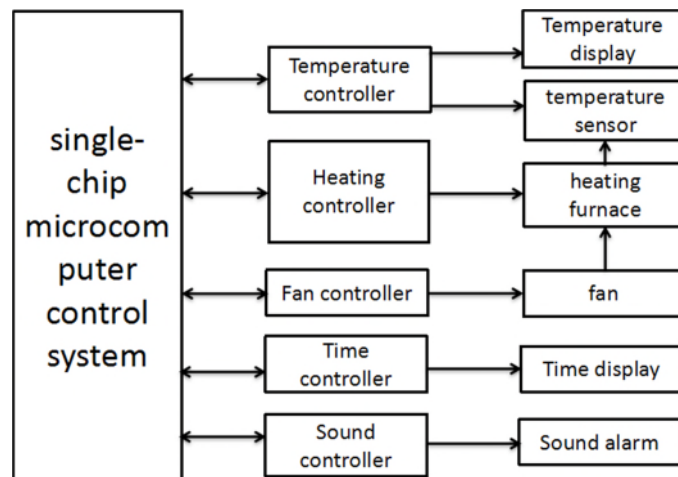 single-
chip
microcom
puter
control
system
Temperature
controller
Temperature
display
temperature
sensor
Heating
controller
heating
furnace
Fan controller
fan
Time
controller
Time display
Sound
controller
Sound alarm